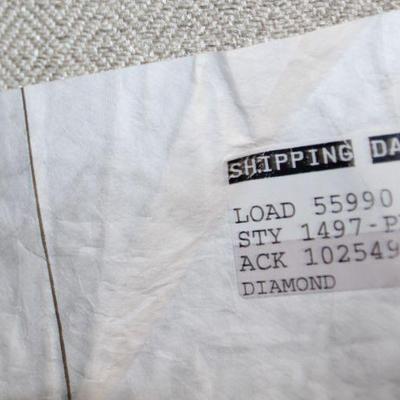 SHIPPING DA
LOAD 55990
STY 1497-P
ACK 102549
DIAMOND